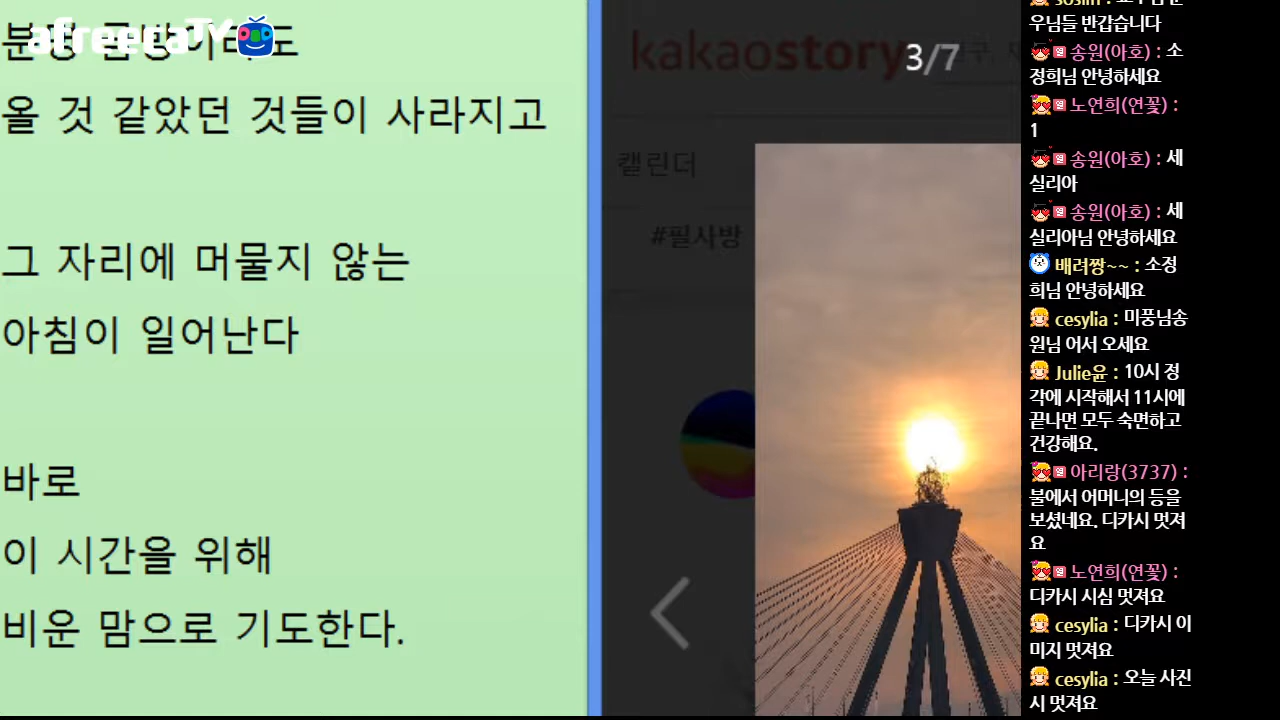 afreecaTV
올 것 같았던 것들이 사라지고
그 자리에 머물지 않는
아침이 일어난다
바로
이 시간을 위해
비운 맘으로 기도한다.
kakaostory
3/7
캘린더
#필사방
우님들 반갑습니다
송원(아호) : 소
정희님 안녕하세요
노연희(연꽃) :
1
송원(아호) : 세
실리아
송원(아호) : 세
실리아님 안녕하세요
배려짱~~ : 소정
희님 안녕하세요
cesylia : 미풍님송
원님 어서 오세요
Julie윤 : 10시 정
각에 시작해서 11시에
끝나면 모두 숙면하고
건강해요.
아리랑(3737) :
불에서 어머니의 등을
보셨네요. 디카시 멋져
요
노연희(연꽃) :
디카시 시심 멋져요
cesylia : 디카시 이
미지 멋져요
cesylia : 오늘 사진
시 멋져요